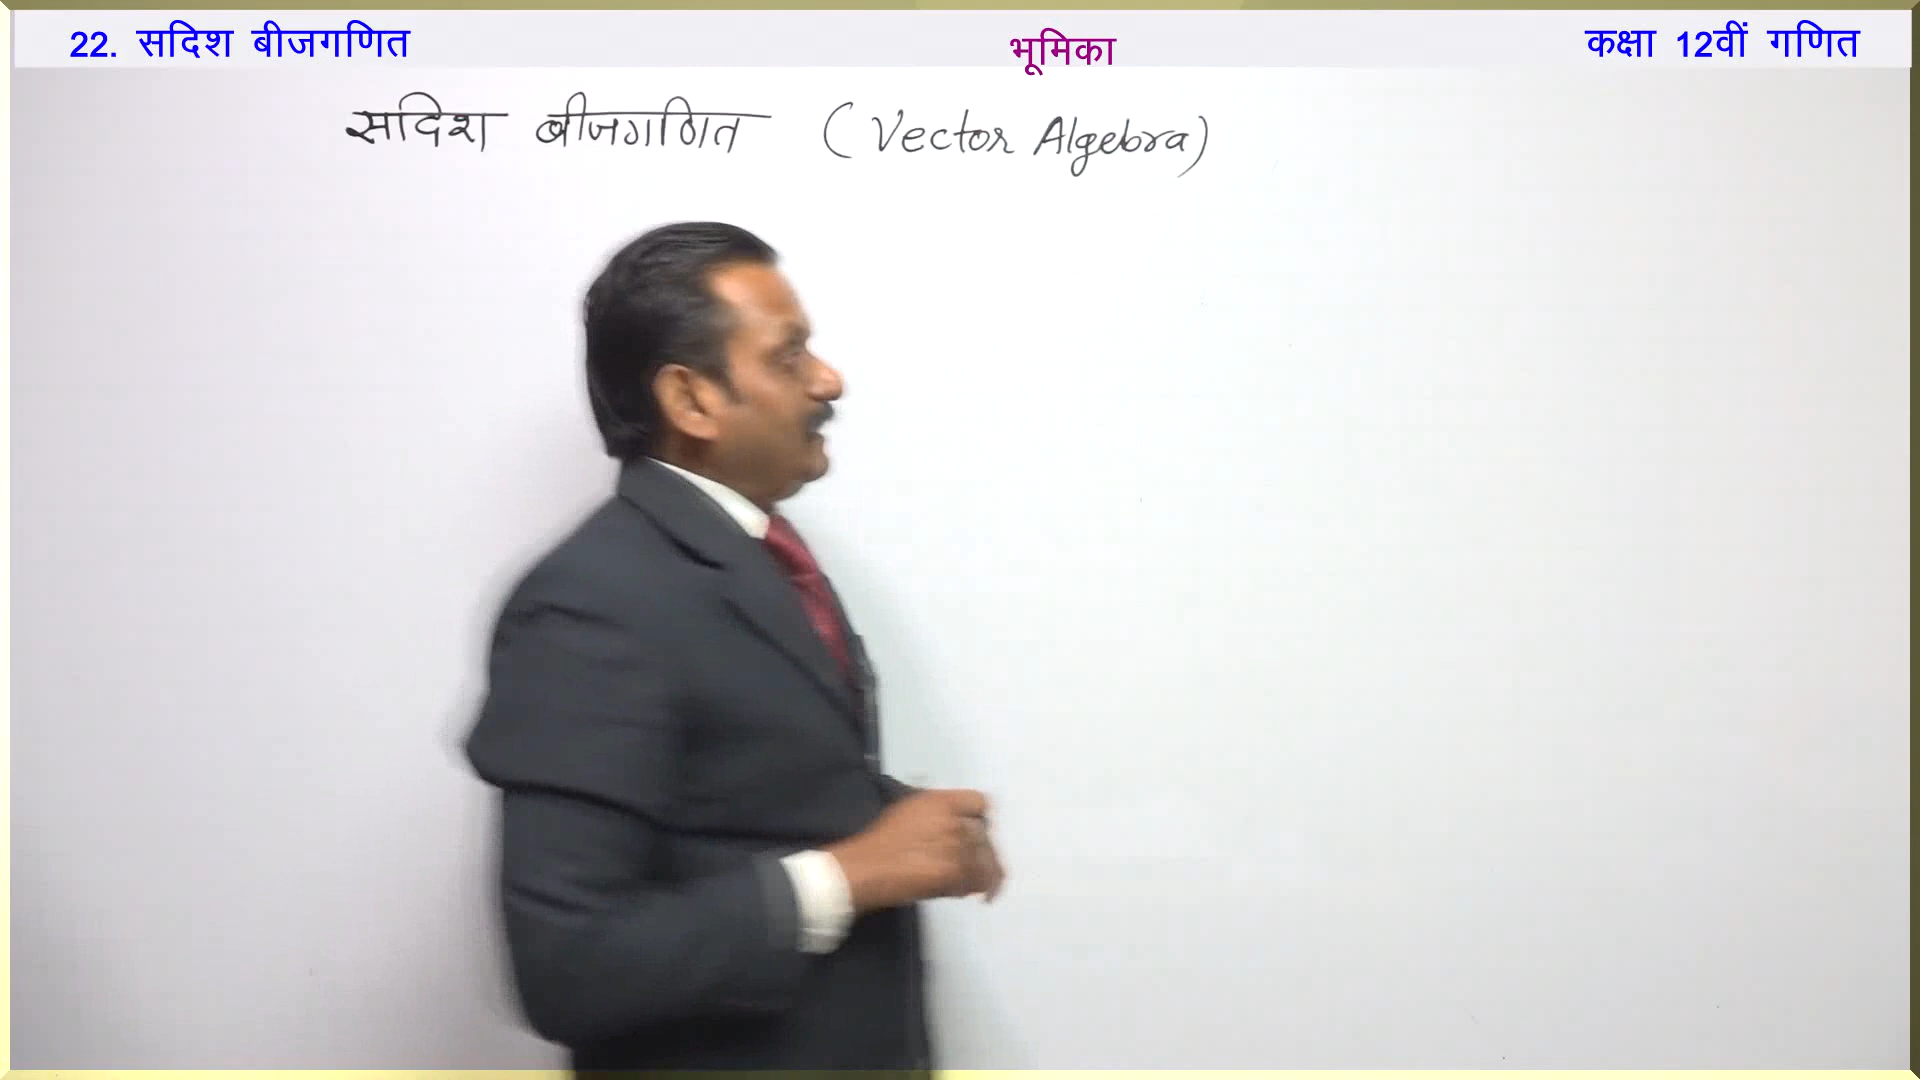 22. सदिश बीजगणित
भूमिका
कक्षा 12वीं गणित
सदिश बीजगणित (Vector Algebra)